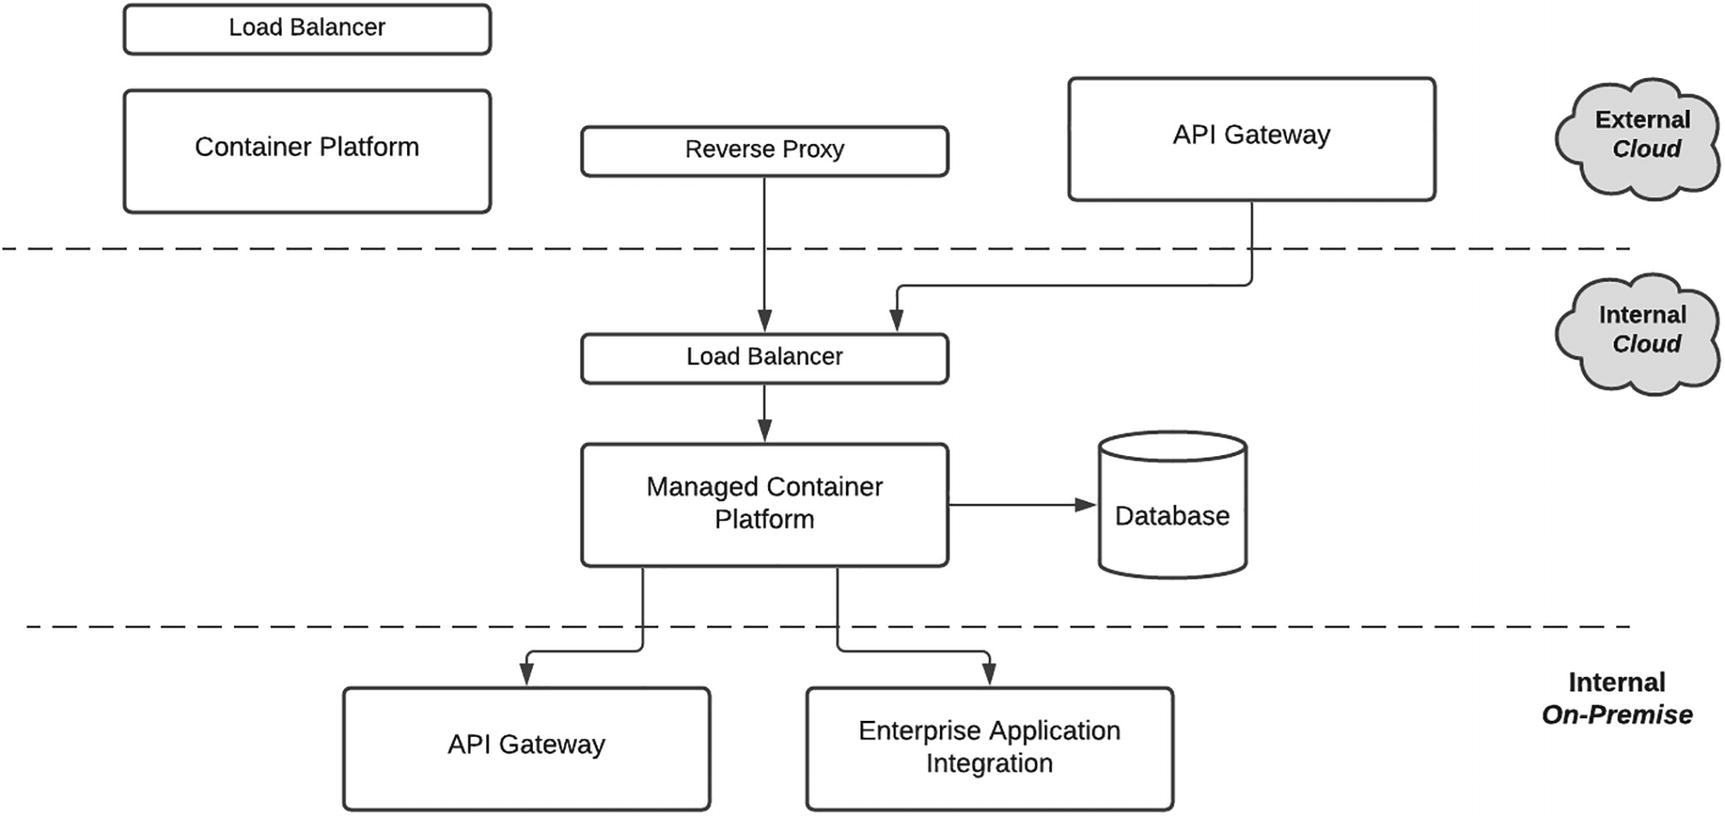 Load Balancer
Container Platform
Reverse Proxy
API Gateway
External
Cloud
Internal
Cloud
Load Balancer
Managed Container
Platform
Database
API Gateway
Enterprise Application
Integration
Internal
On-Premise